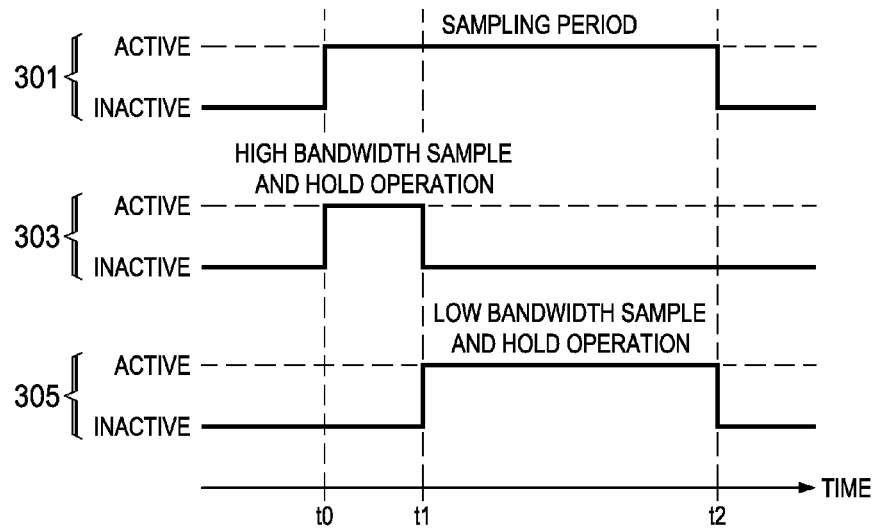 SAMPLING PERIOD
ACTIVE
301
INACTIVE
HIGH BANDWIDTH SAMPLE
AND HOLD OPERATION
ACTIVE
303
INACTIVE
LOW BANDWIDTH SAMPLE
AND HOLD OPERATION
ACTIVE
305
INACTIVE
TIME
t0 t1 t2